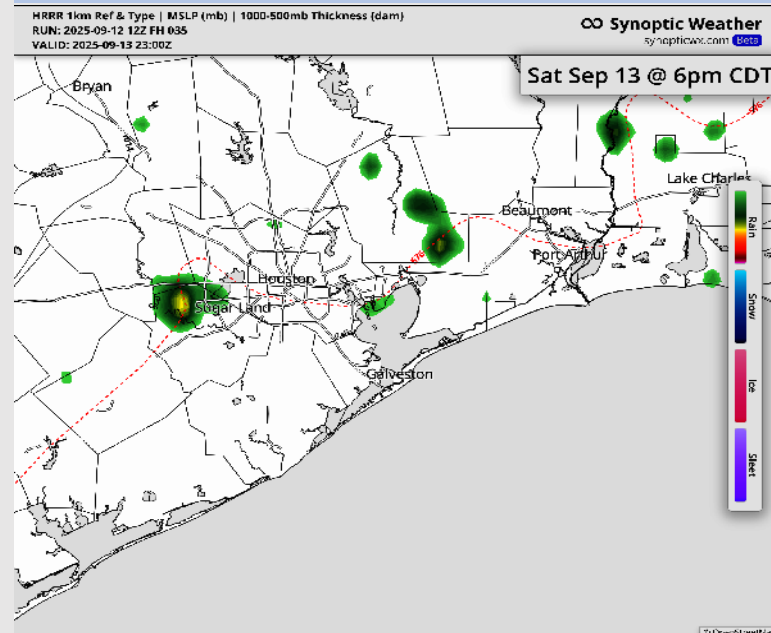 HRRR 1km Ref & Type | MSLP (mb) | 1000-500mb Thickness (dam)
RUN: 2025-09-12 12Z FH 035
VALID: 2025-09-13 23:00Z
Synoptic Weather
synopticwx.com Beta
Sat Sep 13 @ 6pm CDT
Bryan
576
Lake Charles
Beaumont
576
Port Arthur
Houston
Sugar Land
Galveston
Rain
Snow
Ice
Sleet